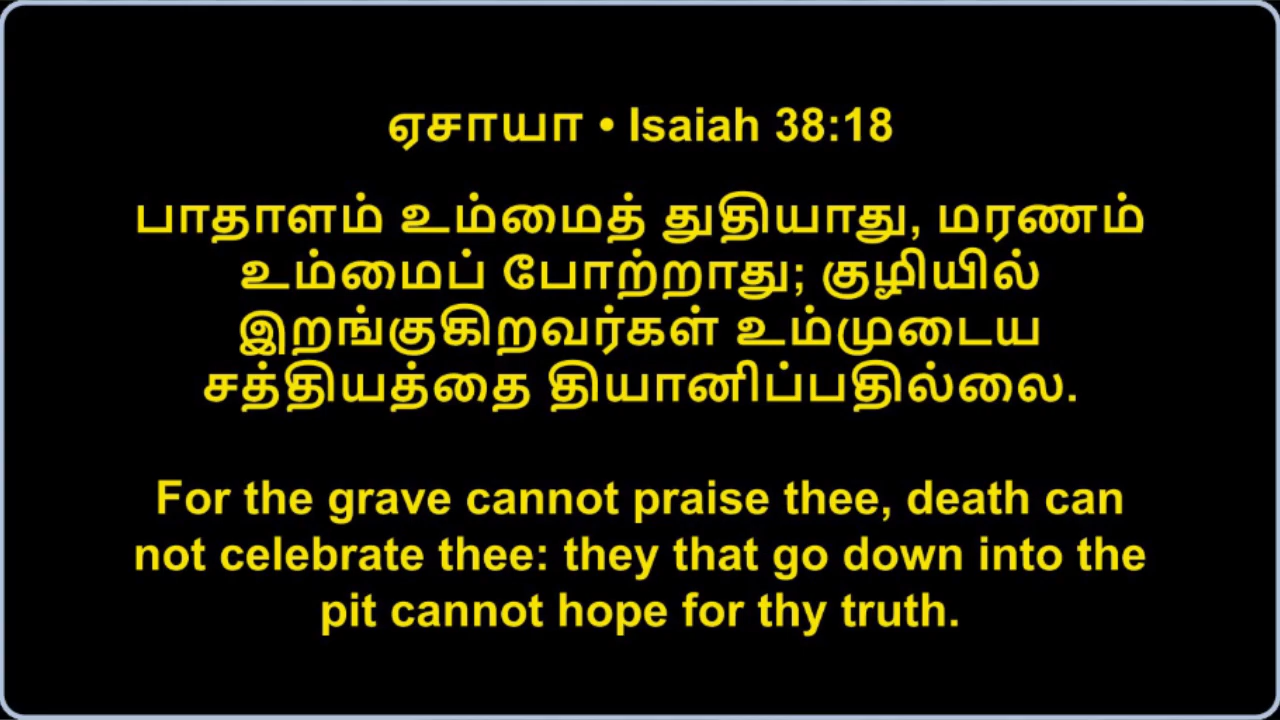 ஏசாயா • Isaiah 38:18
பாதாளம் உம்மைத் துதியாது, மரணம்
உம்மைப் போற்றாது; குழியில்
இறங்குகிறவர்கள் உம்முடைய
சத்தியத்தை தியானிப்பதில்லை.
For the grave cannot praise thee, death can
not celebrate thee: they that go down into the
pit cannot hope for thy truth.